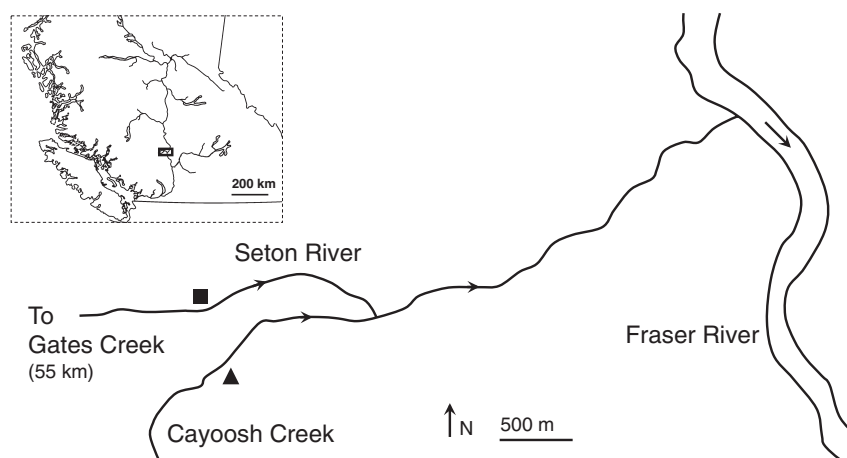 200 km
Seton River
To
Gates Creek
(55 km)
Fraser River
Cayoosh Creek
N
500 m